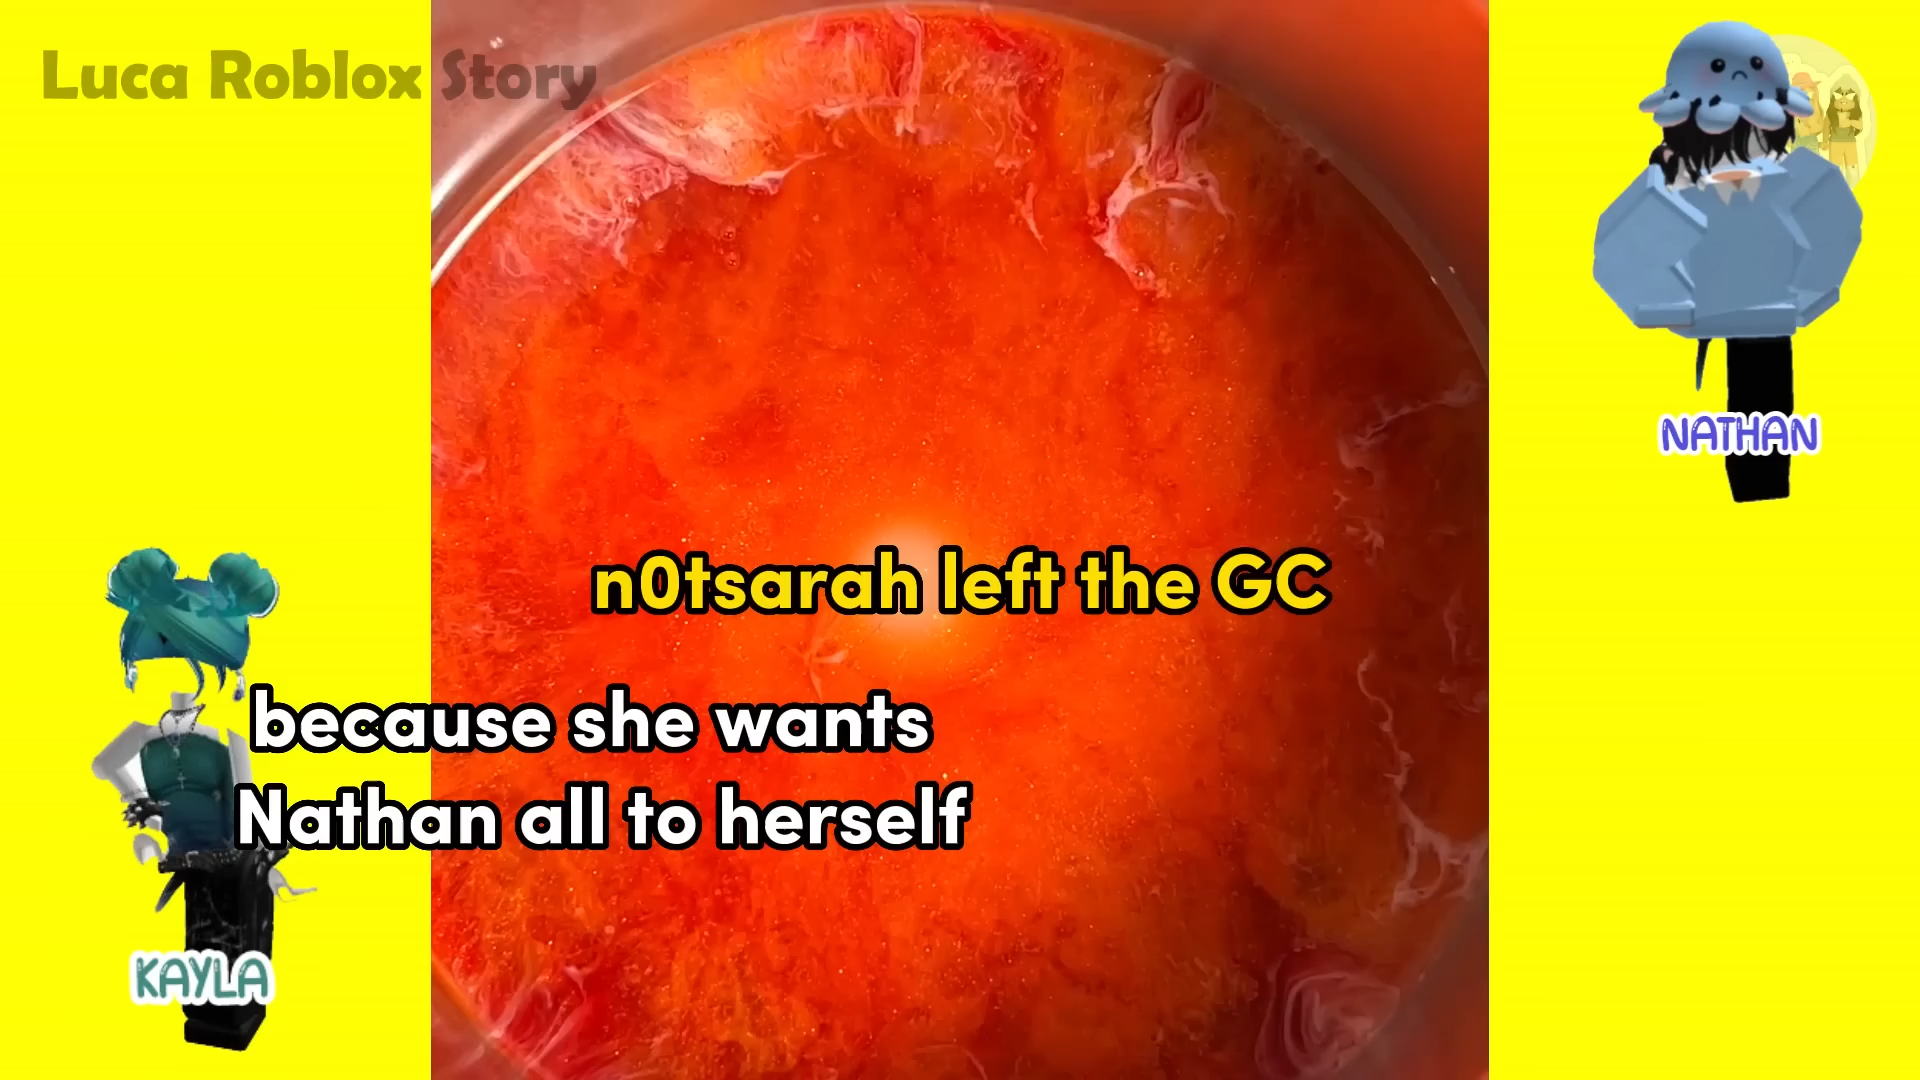 Luca Roblox Story
NATHAN
n0tsarah left the GC
because she wants
Nathan all to herself
KAYLA